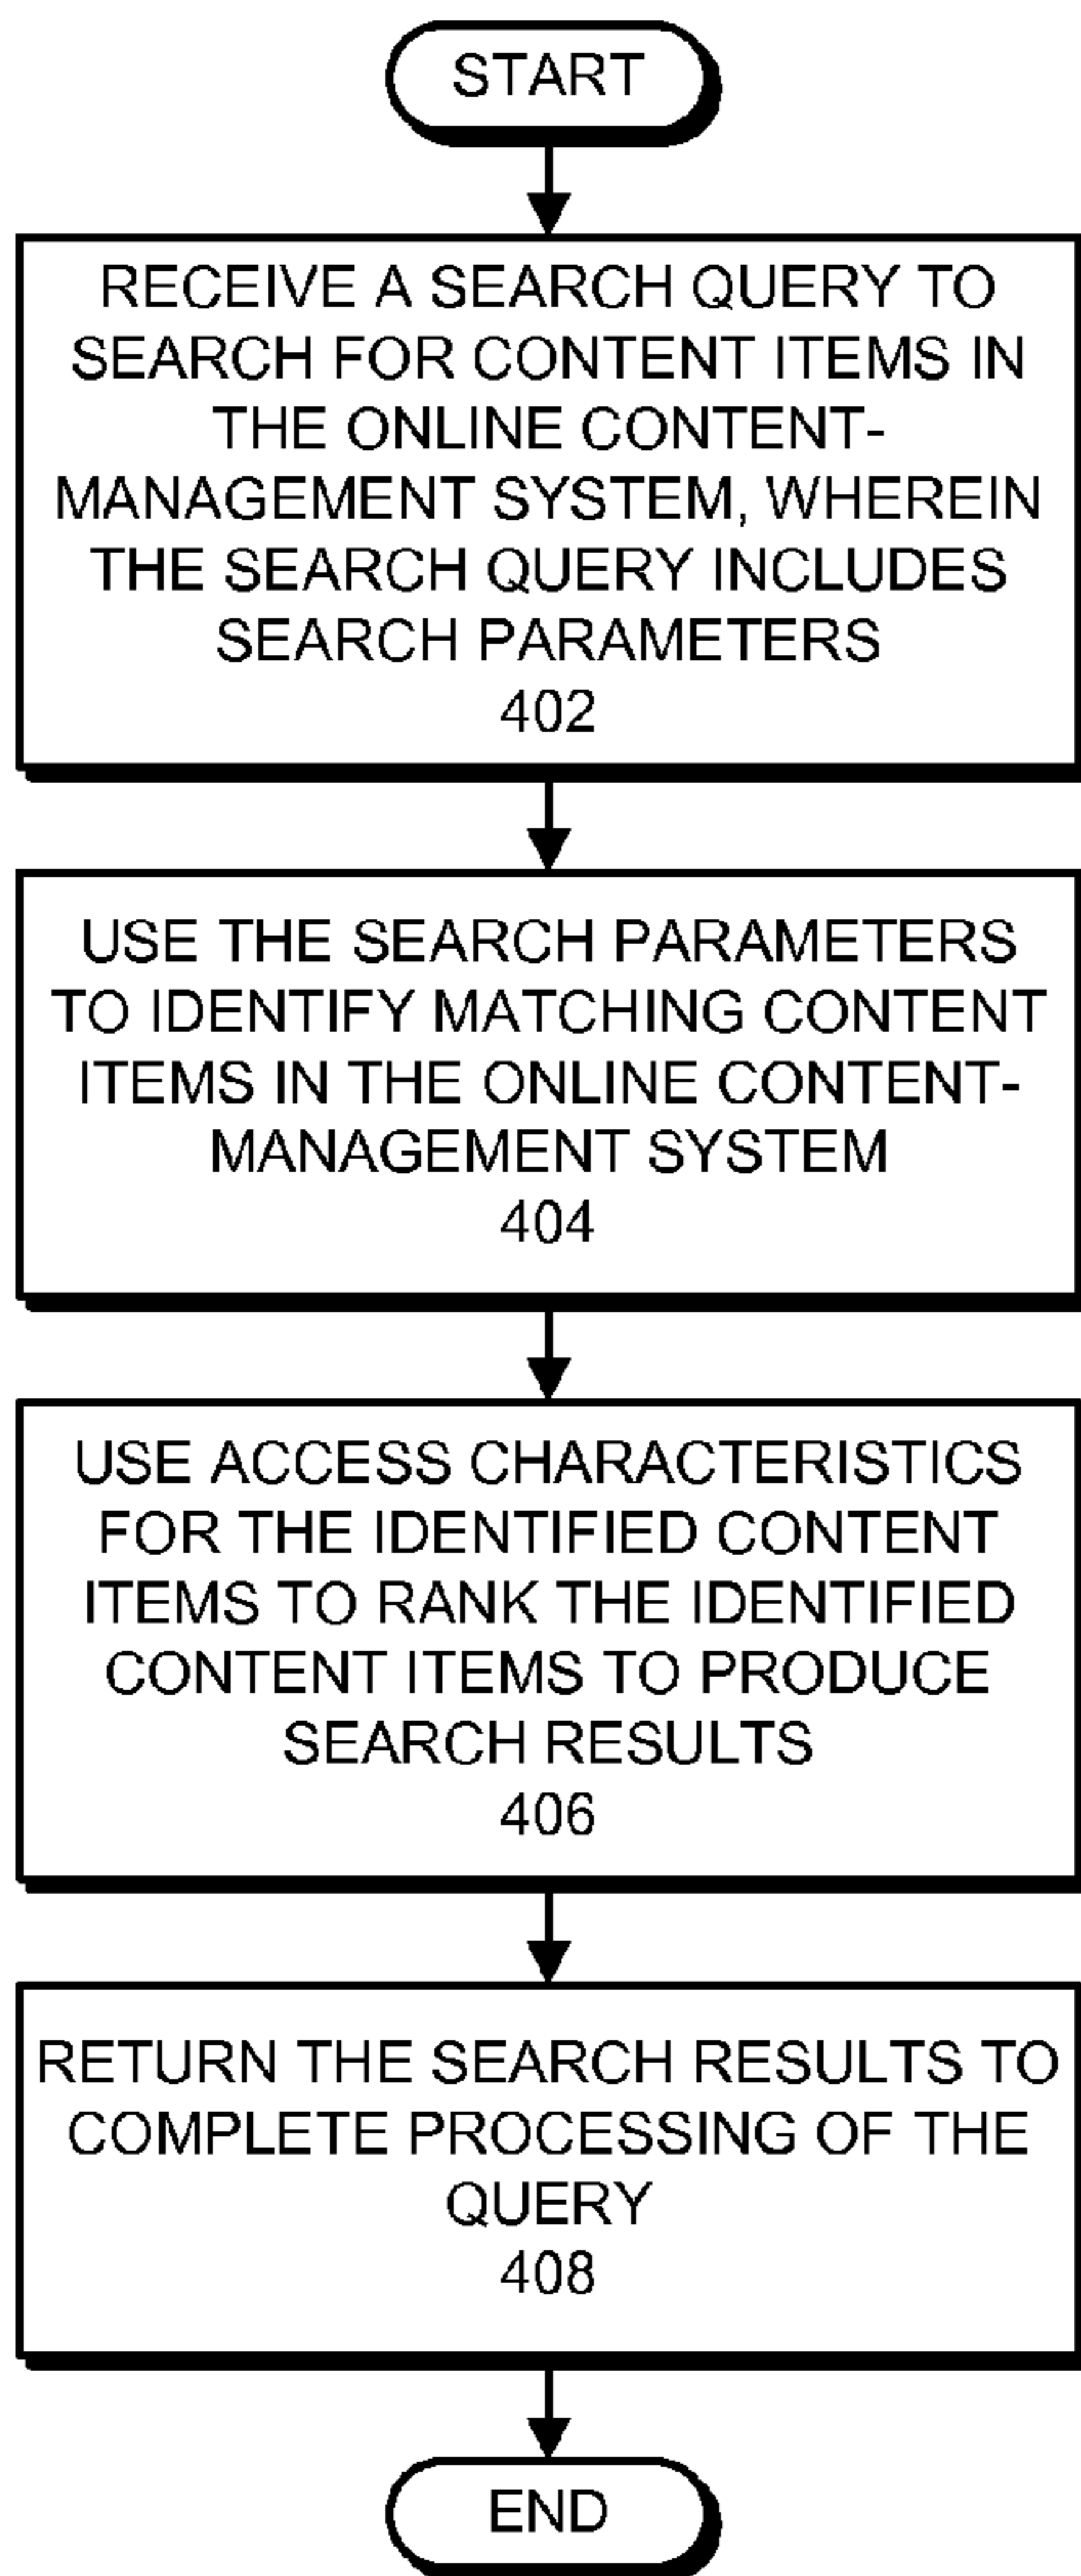 START
RECEIVE A SEARCH QUERY TO
SEARCH FOR CONTENT ITEMS IN
THE ONLINE CONTENT-
MANAGEMENT SYSTEM, WHEREIN
THE SEARCH QUERY INCLUDES
SEARCH PARAMETERS
402
USE THE SEARCH PARAMETERS
TO IDENTIFY MATCHING CONTENT
ITEMS IN THE ONLINE CONTENT-
MANAGEMENT SYSTEM
404
USE ACCESS CHARACTERISTICS
FOR THE IDENTIFIED CONTENT
ITEMS TO RANK THE IDENTIFIED
CONTENT ITEMS TO PRODUCE
SEARCH RESULTS
406
RETURN THE SEARCH RESULTS TO
COMPLETE PROCESSING OF THE
QUERY
408
END